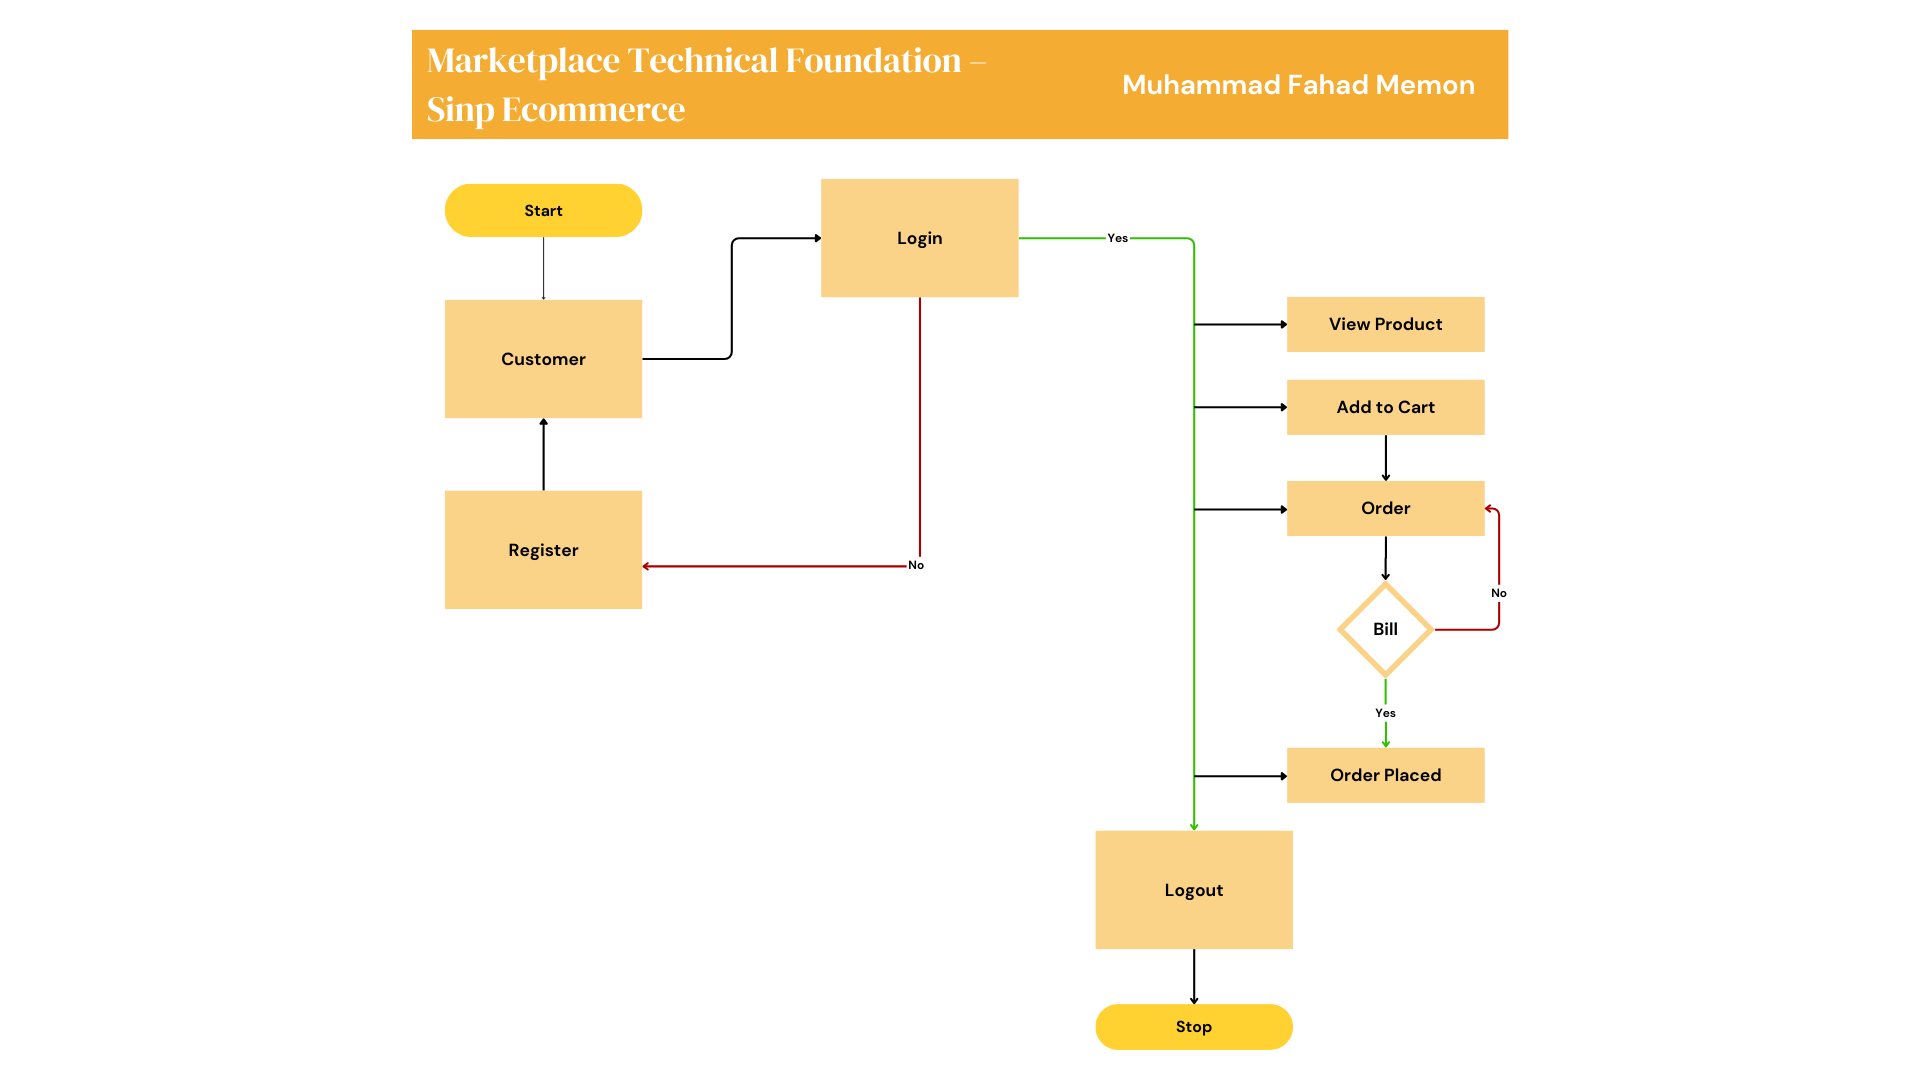 Marketplace Technical Foundation –
Sinp Ecommerce
Muhammad Fahad Memon
Start
Login
Yes
View Product
Customer
Add to Cart
Order
Register
No
No
Bill
Yes
Order Placed
Logout
Stop